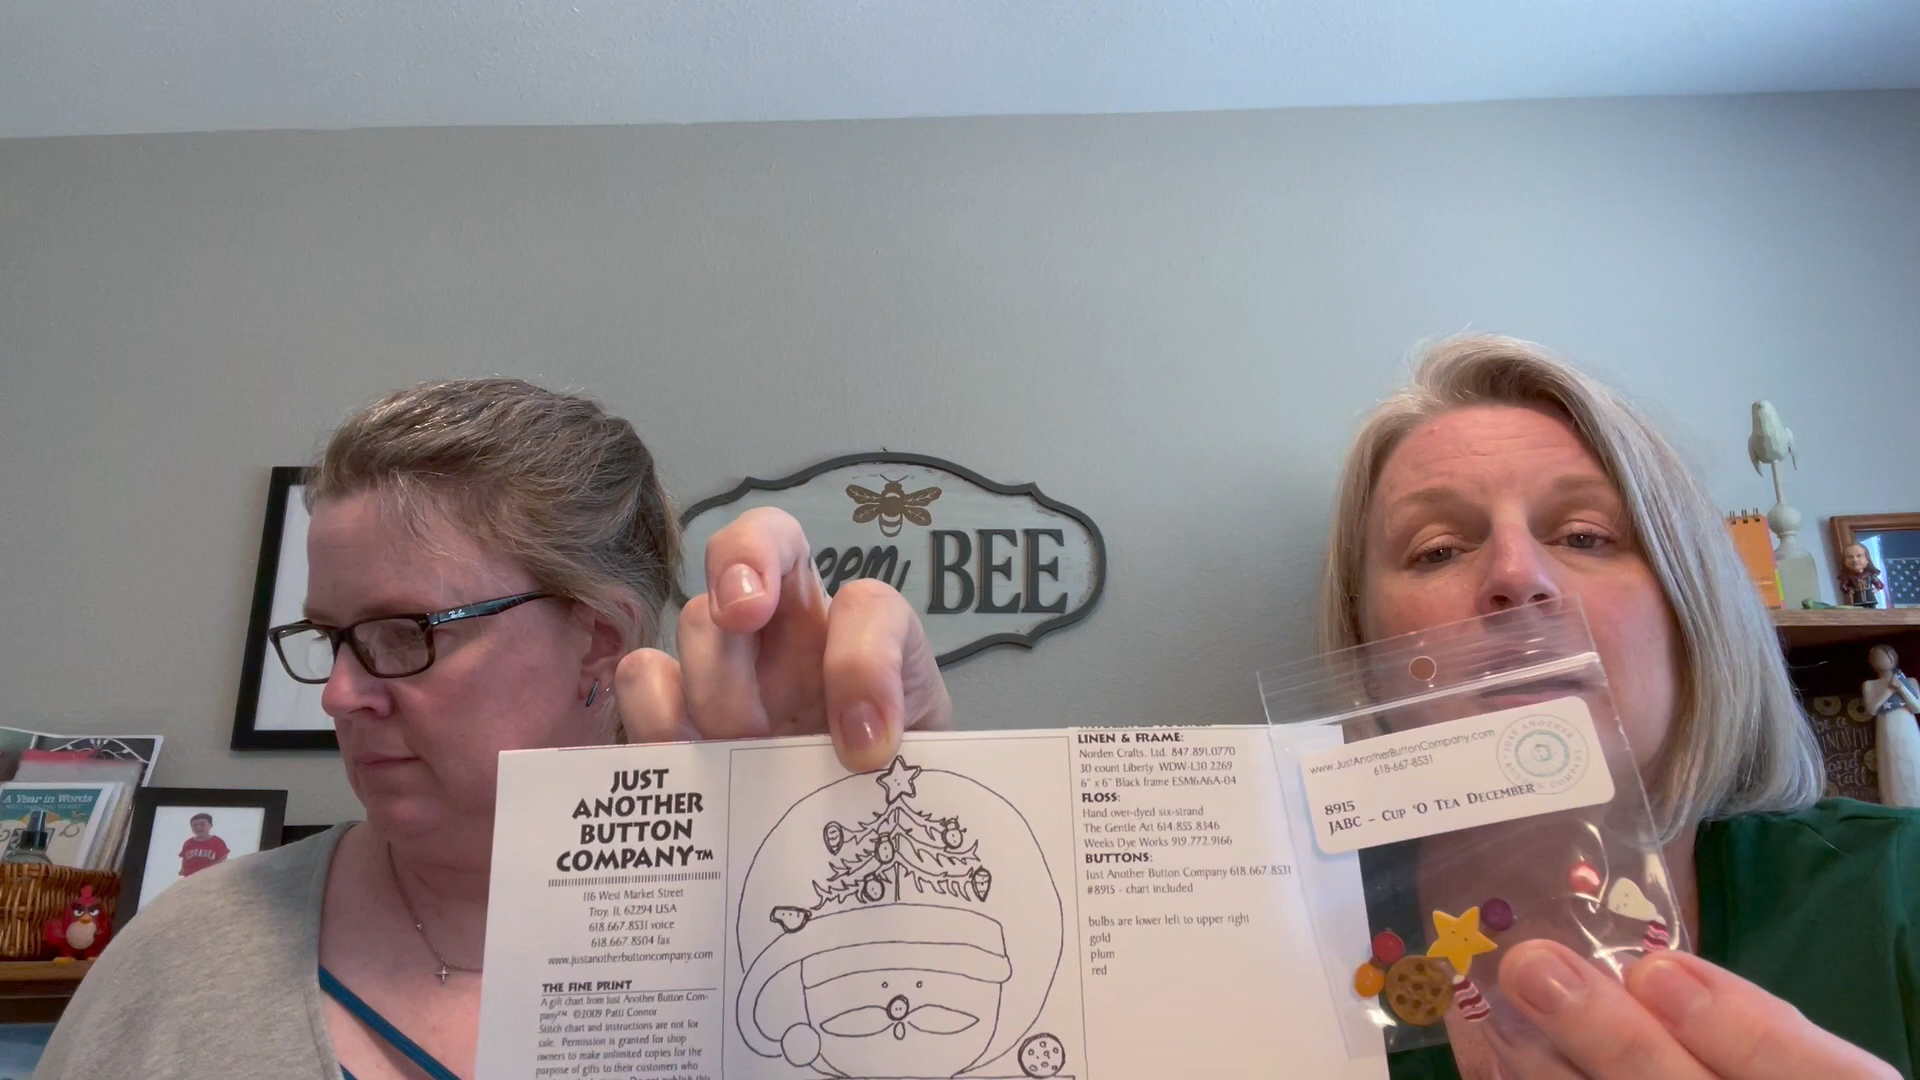 BEE
A Year in Words
JUST
ANOTHER
BUTTON
COMPANY™
116 West Market Street
Troy, IL 62294 USA
618.667.8531 voice
618.667.8504 fax
www.justanotherbuttoncompany.com
THE FINE PRINT
A gift chart from Just Another Button Com-
pany™ ©2009 Patti Connor
Stitch chart and instructions are not for
sale. Permission is granted for shop
owners to make unlimited copies for the
purpose of gifts to their customers who
LINEN & FRAME:
Norden Crafts, Ltd. 847.891.0770
30 count Liberty WDW-L30 2269
6" x 6" Black frame ESM6A6A-04
FLOSS:
Hand over-dyed six-strand
The Gentle Art 614.855.8346
Weeks Dye Works 919.772.9166
BUTTONS:
Just Another Button Company 618.667.8531
#8915 - chart included
bulbs are lower left to upper right
gold
plum
red
www.JustAnotherButtonCompany.com
618-667-8531
JUST ANOTHER
BUTTON COMPANY
8915
JABC - CUP 'O TEA DECEMBER